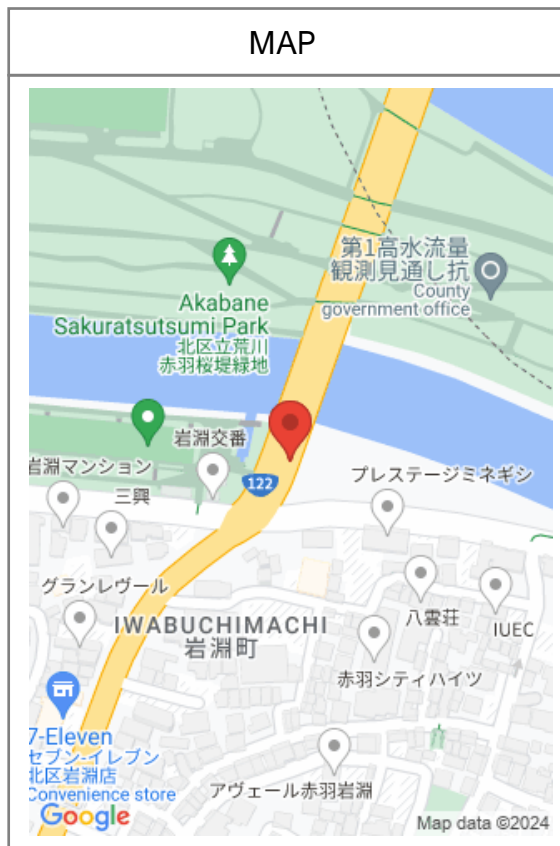 MAP
第1高水流量
観測見通し抗
County
government office
Akabane
Sakuratsutsumi Park
北区立荒川
赤羽桜堤緑地
岩淵交番
岩淵マンション
三興
122
プレステージミネギシ
グランレヴール
IWABUCHIMACHI
岩淵町
八雲荘
IUEC
赤羽シティハイツ
7-Eleven
セブン-イレブン
北区岩淵店
Convenience store
アヴェール赤羽岩淵
Google
Map data ©2024